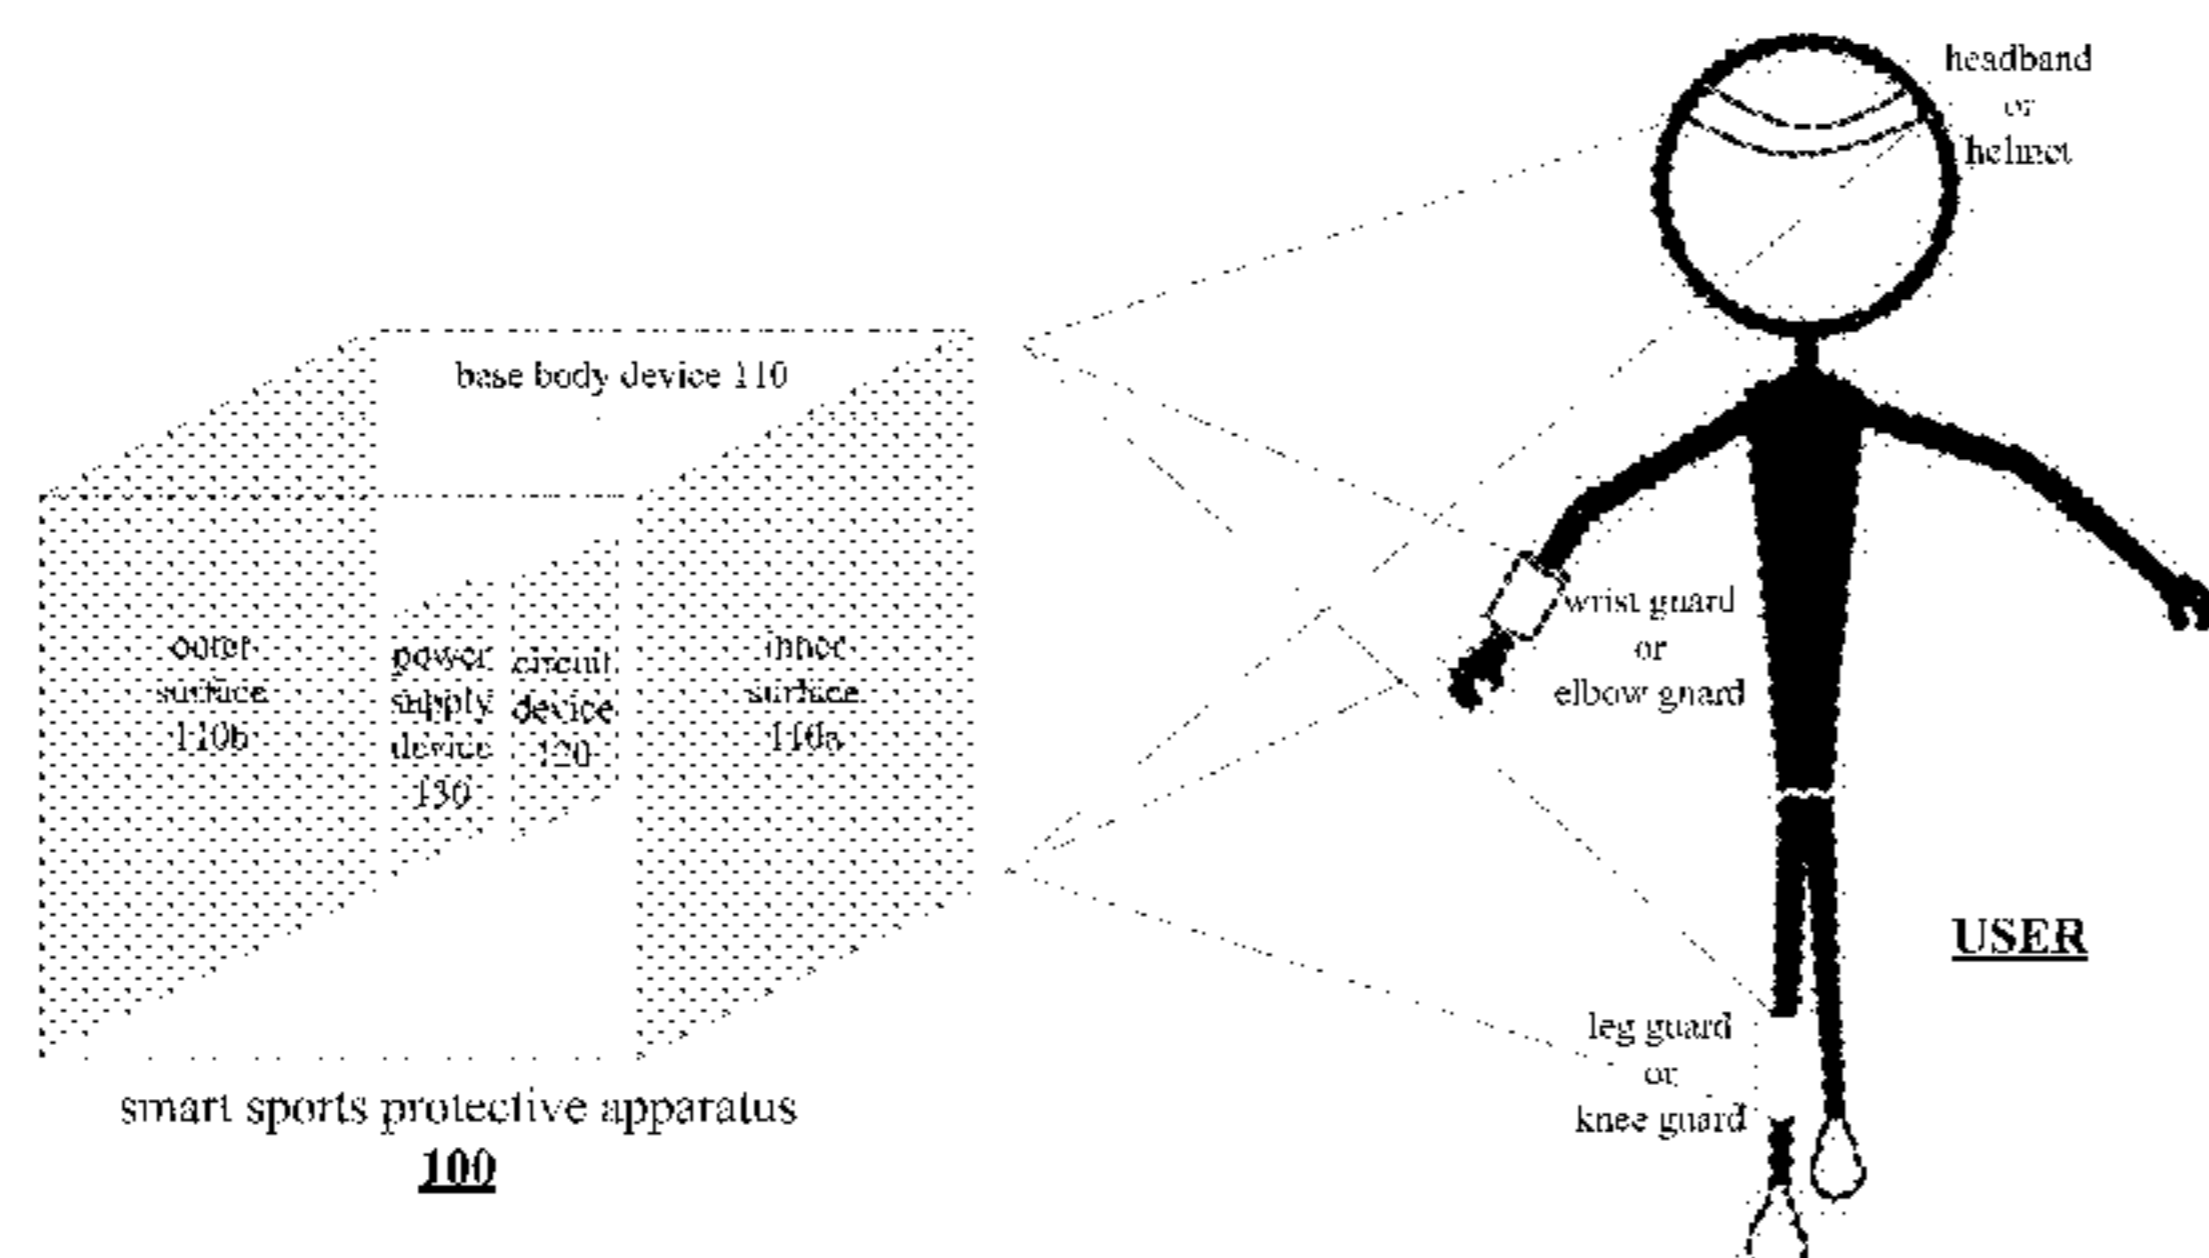 headband
or
helmet
base body device 110
outer
surface
110b
power
supply
device
130
circuit
device
120
inner
surface
110a
wrist guard
or
elbow guard
USER
leg guard
or
knee guard
smart sports protective apparatus
100